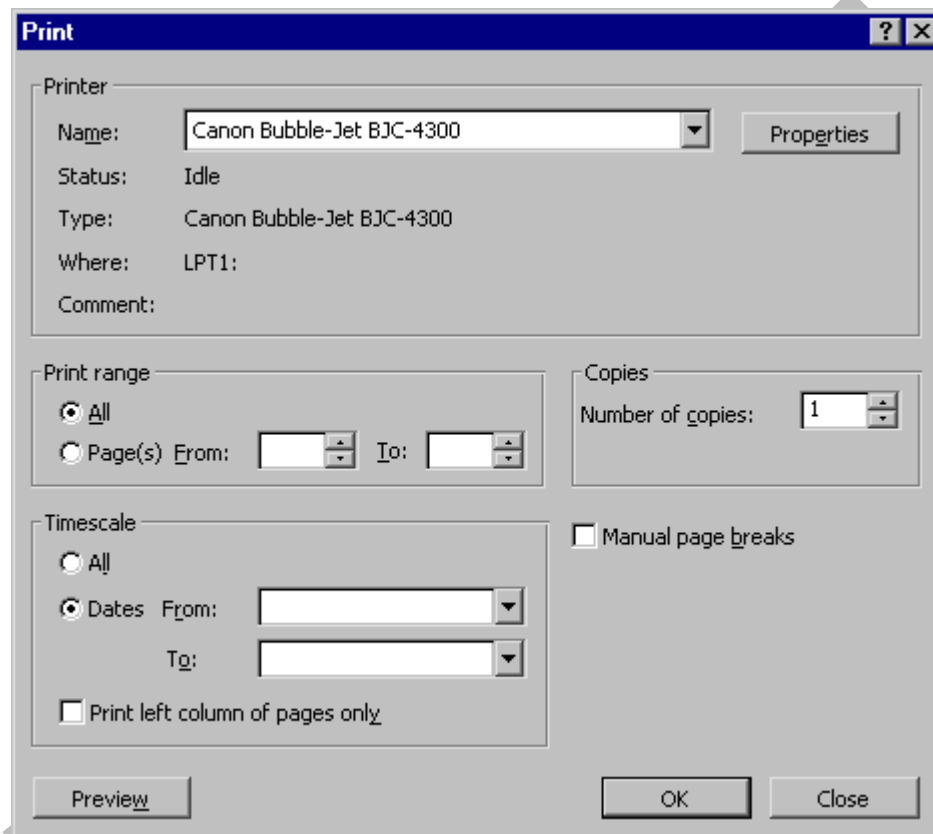 Print
Printer
Name: Canon Bubble-Jet BJC-4300 Properties
Status: Idle
Type: Canon Bubble-Jet BJC-4300
Where: LPT1:
Comment:
Print range Copies
All Number of copies: 1
Page(s) From: To:
Timescale Manual page breaks
All
Dates From:
To:
Print left column of pages only
Preview OK Close